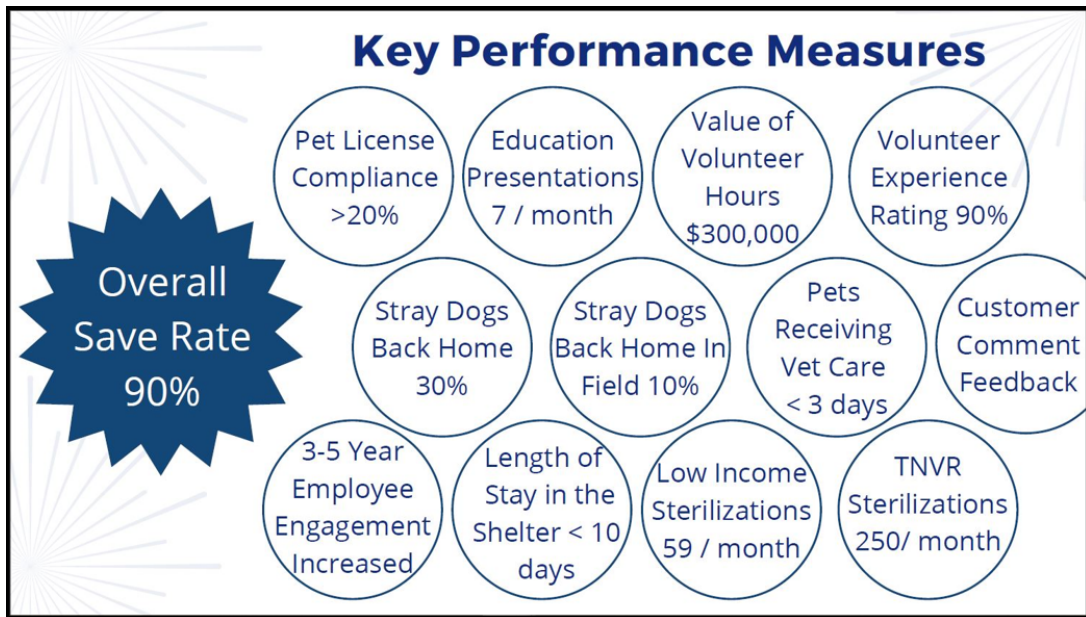 Key Performance Measures
Overall
Save Rate
90%
Pet License
Compliance
>20%
Education
Presentations
7 / month
Value of
Volunteer
Hours
$300,000
Volunteer
Experience
Rating 90%
Stray Dogs
Back Home
30%
Stray Dogs
Back Home In
Field 10%
Pets
Receiving
Vet Care
< 3 days
Customer
Comment
Feedback
3-5 Year
Employee
Engagement
Increased
Length of
Stay in the
Shelter < 10
days
Low Income
Sterilizations
59 / month
TNVR
Sterilizations
250/ month